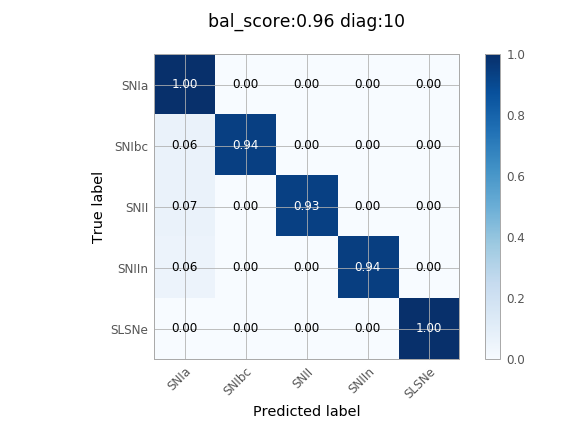 bal_score:0.96 diag:10
SNIa 1.00 0.00 0.00 0.00 0.00
SNIbc 0.06 0.94 0.00 0.00 0.00
SNII 0.07 0.00 0.93 0.00 0.00
SNIIn 0.06 0.00 0.00 0.94 0.00
SLSNe 0.00 0.00 0.00 0.00 1.00
True label
SNIa SNIbc SNII SNIIn SLSNe
Predicted label
1.0
0.8
0.6
0.4
0.2
0.0